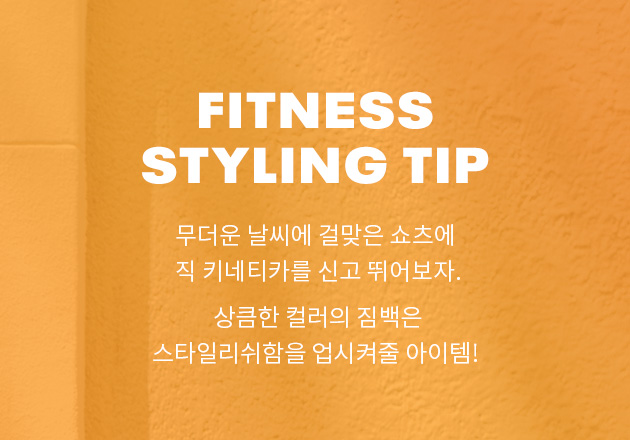 FITNESS
STYLING TIP
무더운 날씨에 걸맞은 쇼츠에
직 키네티카를 신고 뛰어보자.
상큼한 컬러의 짐백은
스타일리쉬함을 업시켜줄 아이템!